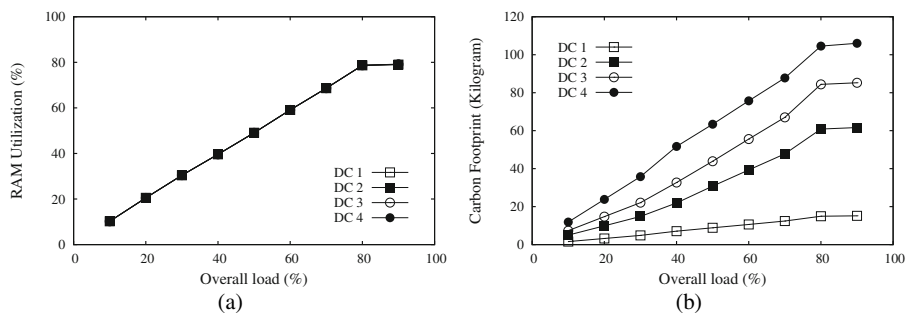 100
80
60
40
20
0
RAM Utilization (%)
DC 1
DC 2
DC 3
DC 4
0 20 40 60 80 100
Overall load (%)
(a)
120
100
80
60
40
20
0
Carbon Footprint (Kilogram)
DC 1
DC 2
DC 3
DC 4
0 20 40 60 80 100
Overall load (%)
(b)